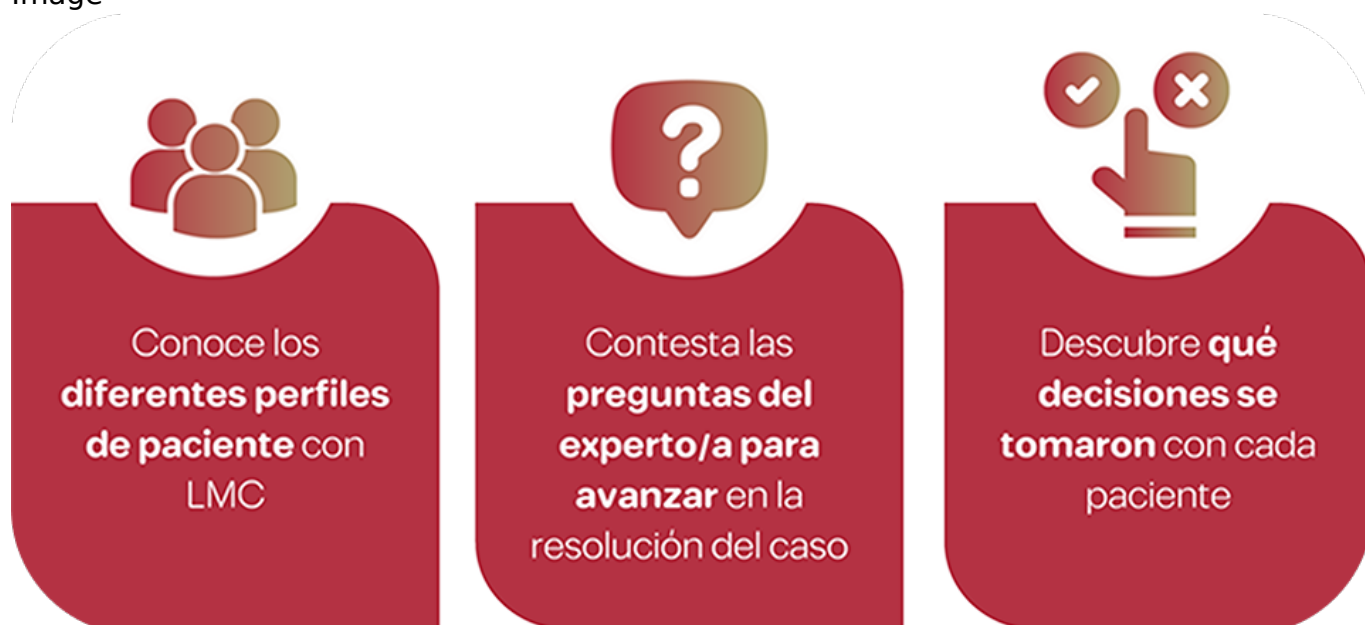 Image
Conoce los
diferentes perfiles
de paciente con
LMC
Contesta las
preguntas del
experto/a para
avanzar en la
resolución del caso
Descubre qué
decisiones se
tomaron con cada
paciente